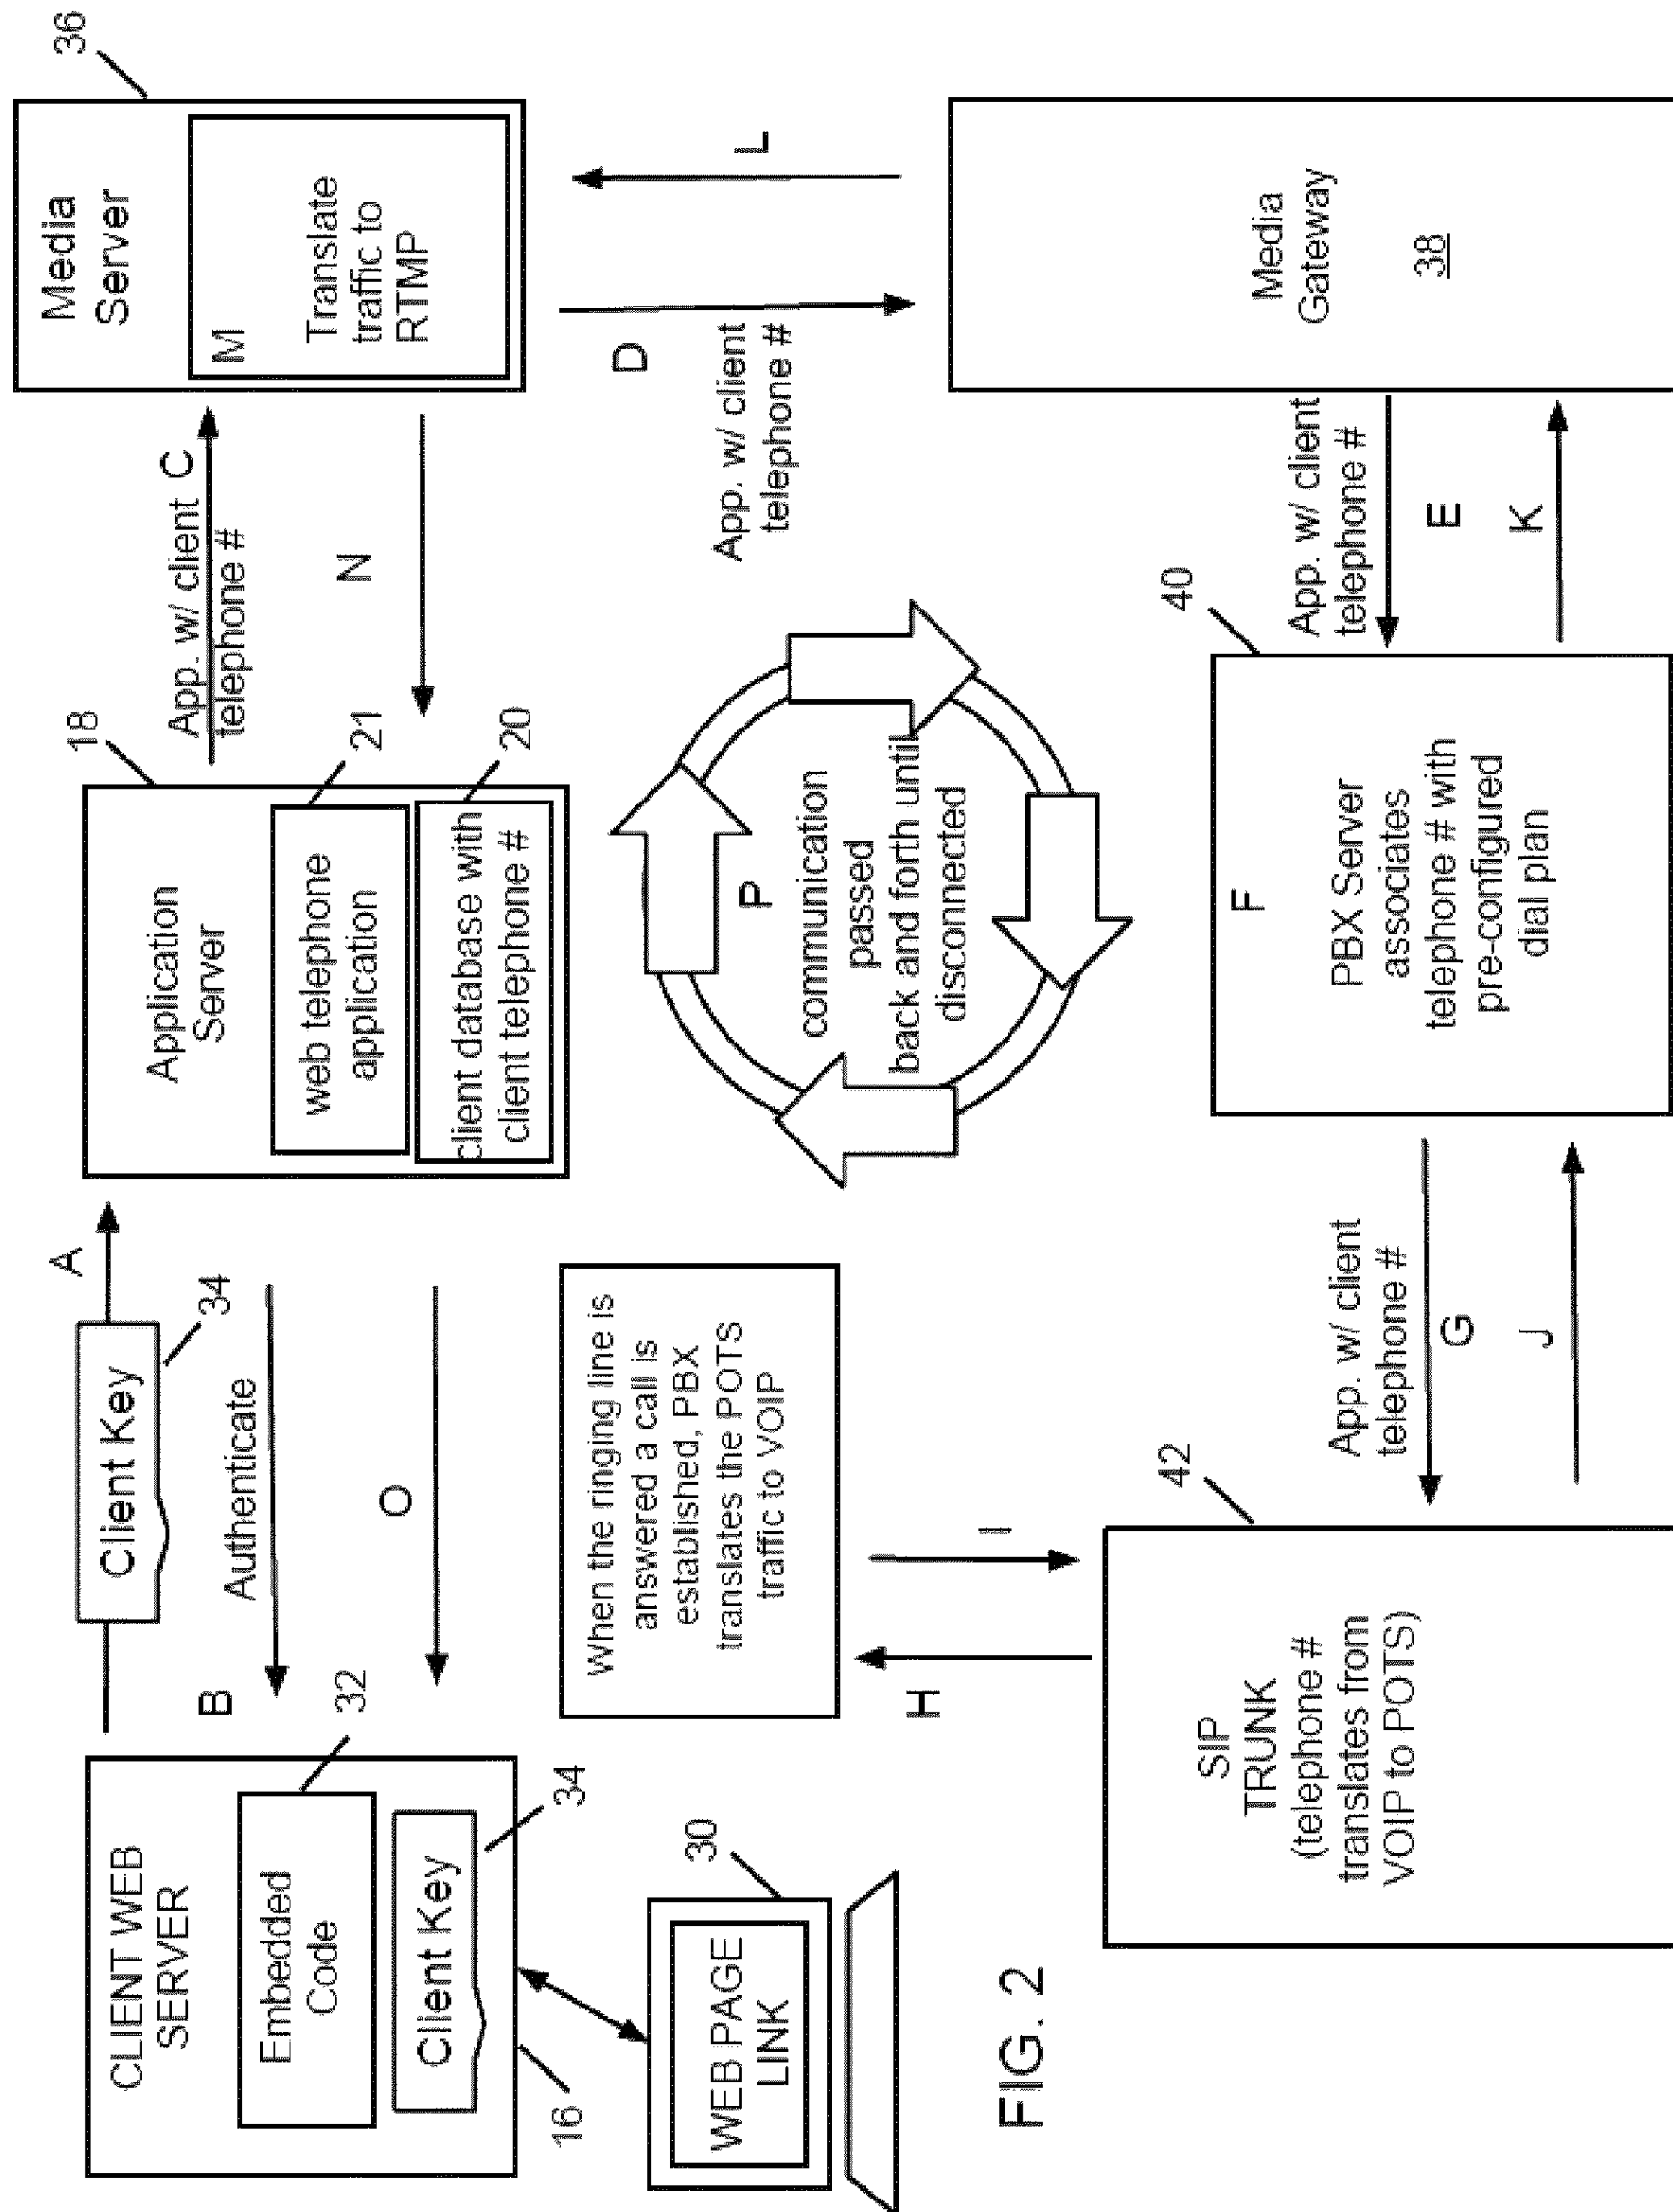 CLIENT WEB
SERVER
Embedded
Code
32
Client Key
34
16
WEB PAGE
LINK
30
Client Key
34
A
B
Authenticate
O
18
Application
Server
web telephone
application
21
client database with
client telephone #
20
App. w/ client
telephone #
C
N
36
Media
Server
M
Translate
traffic to
RTMP
D
App. w/ client
telephone #
L
When the ringing line is
answered a call is
established, PBX
translates the POTS
traffic to VOIP
H
I
P
communication
passed
back and forth until
disconnected
42
SIP
TRUNK
(telephone #
translates from
VOIP to POTS)
App. w/ client
telephone #
G
J
40
F
PBX Server
associates
telephone # with
pre-configured
dial plan
App. w/ client
telephone #
E
K
Media
Gateway
38
FIG. 2